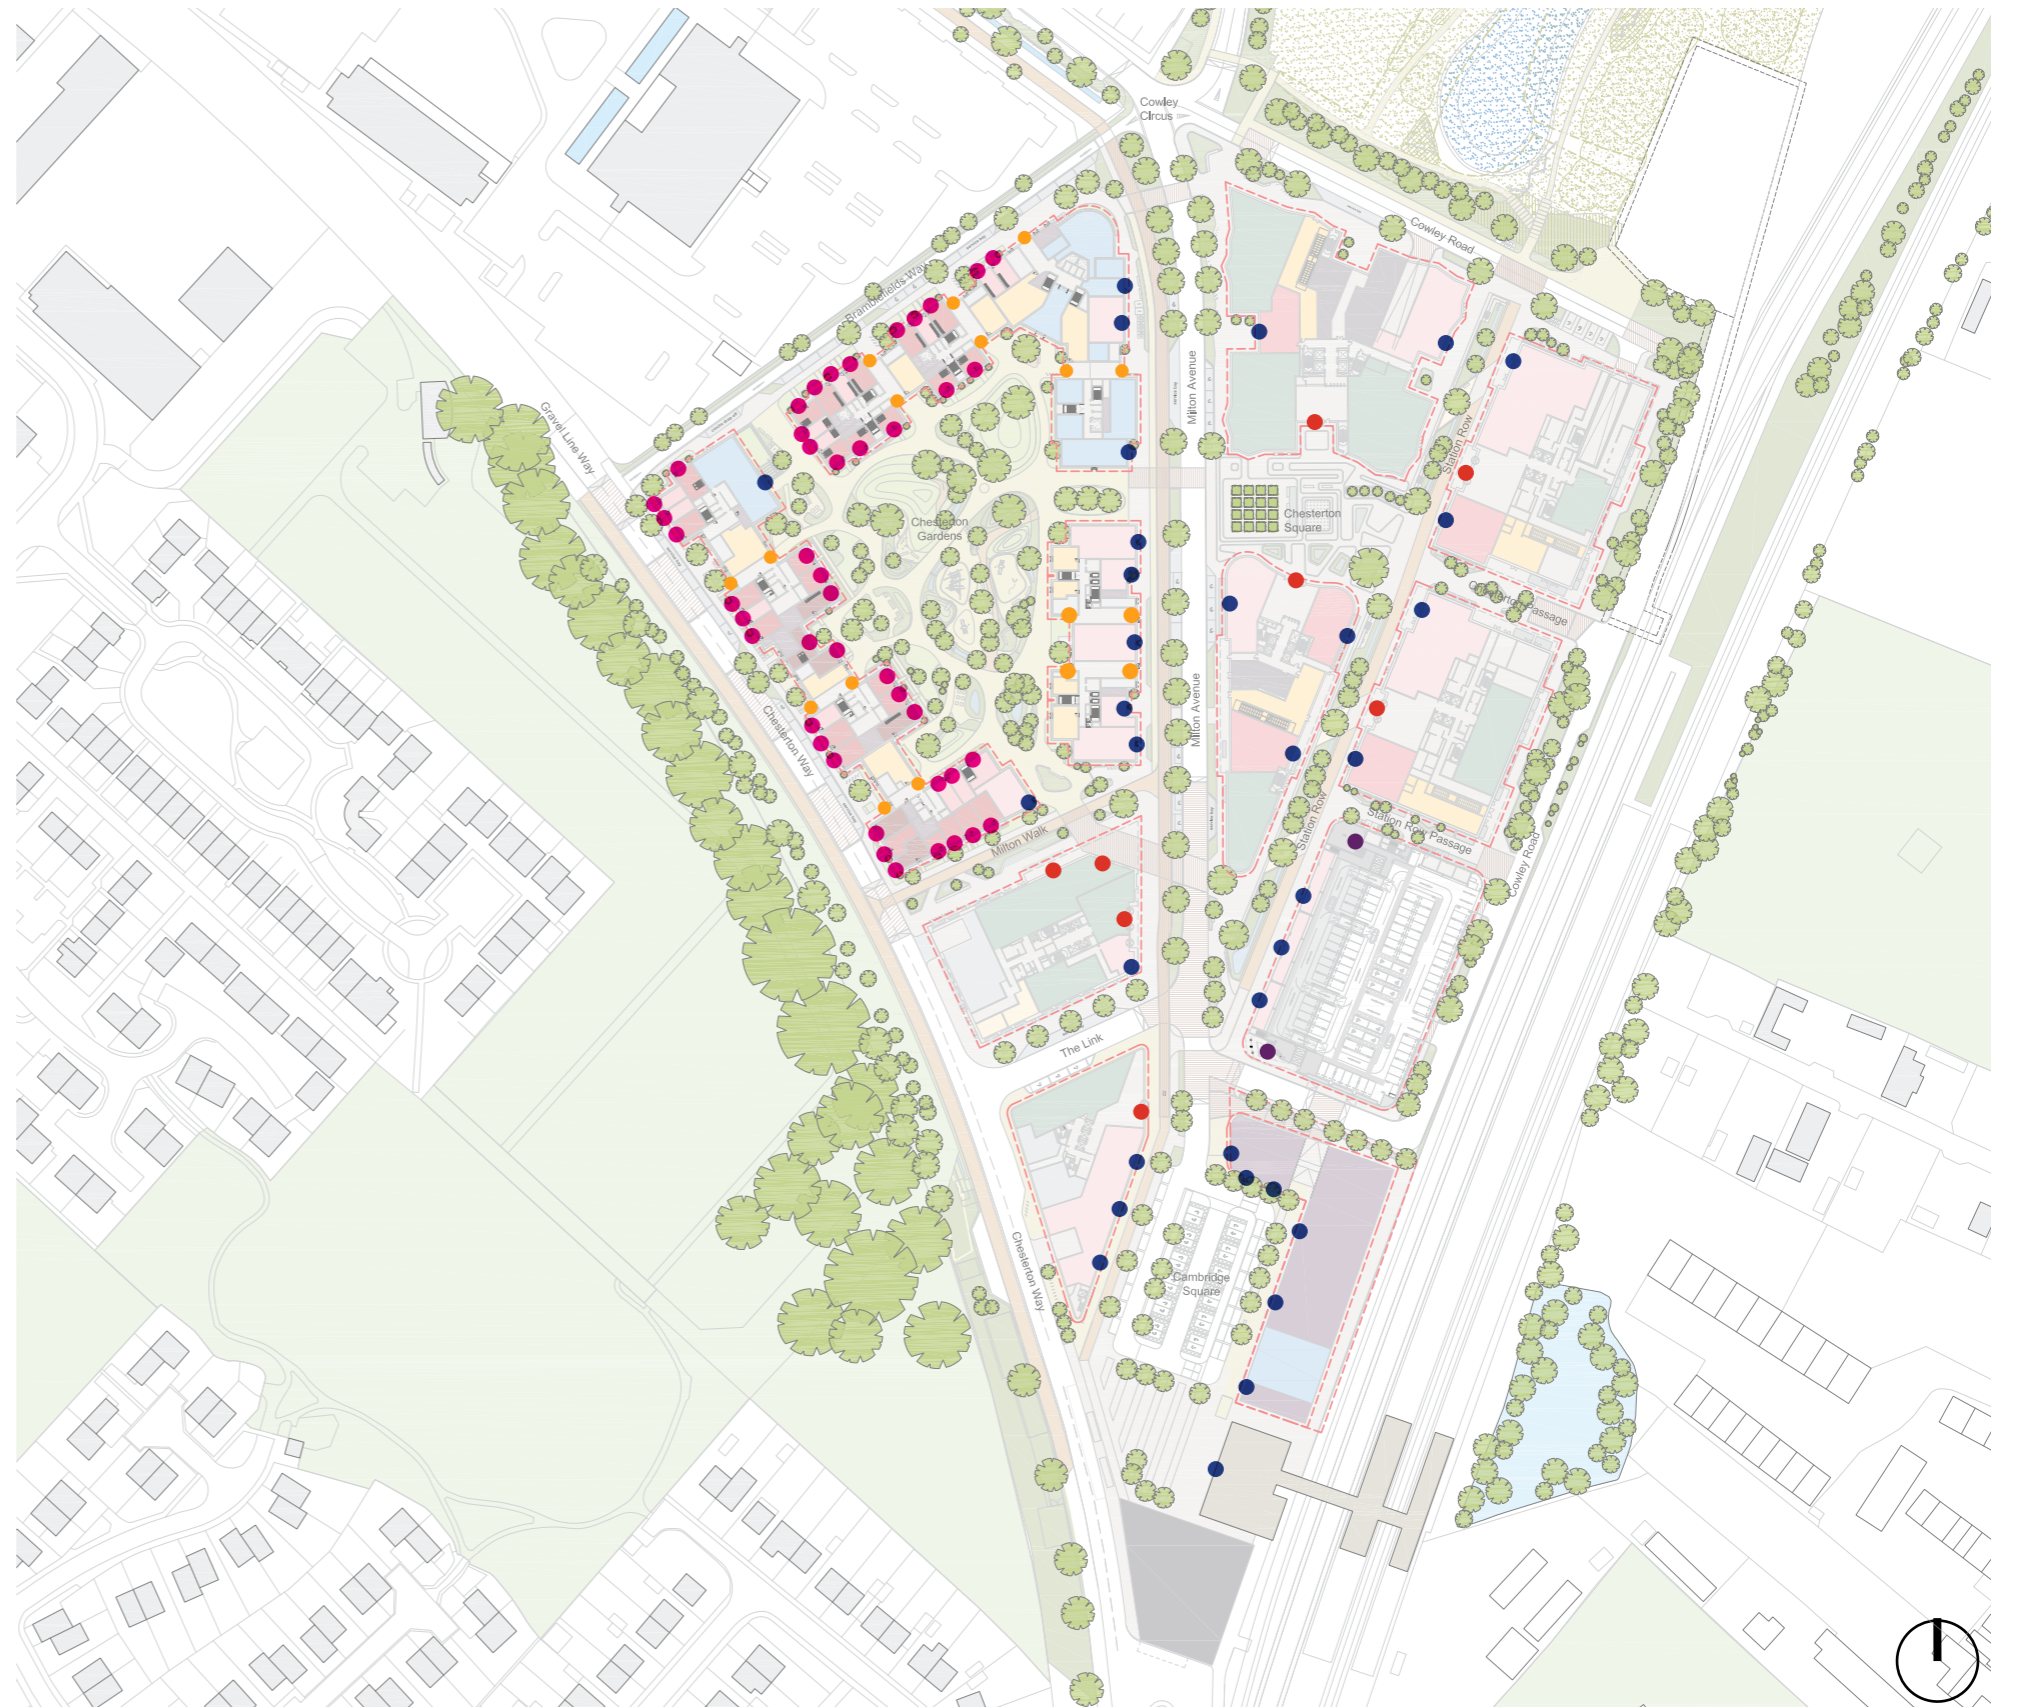 Cowley
Circus
Cowley Road
Bramblefields Way
Milton Avenue
Gravel Line Way
Station Row
Chesterton
Gardens
Chesterton
Square
Chesterton Passage
Chesterton Way
Milton Avenue
Milton Walk
Station Row
Station Row Passage
Cowley Road
The Link
Chesterton Way
Cambridge
Square